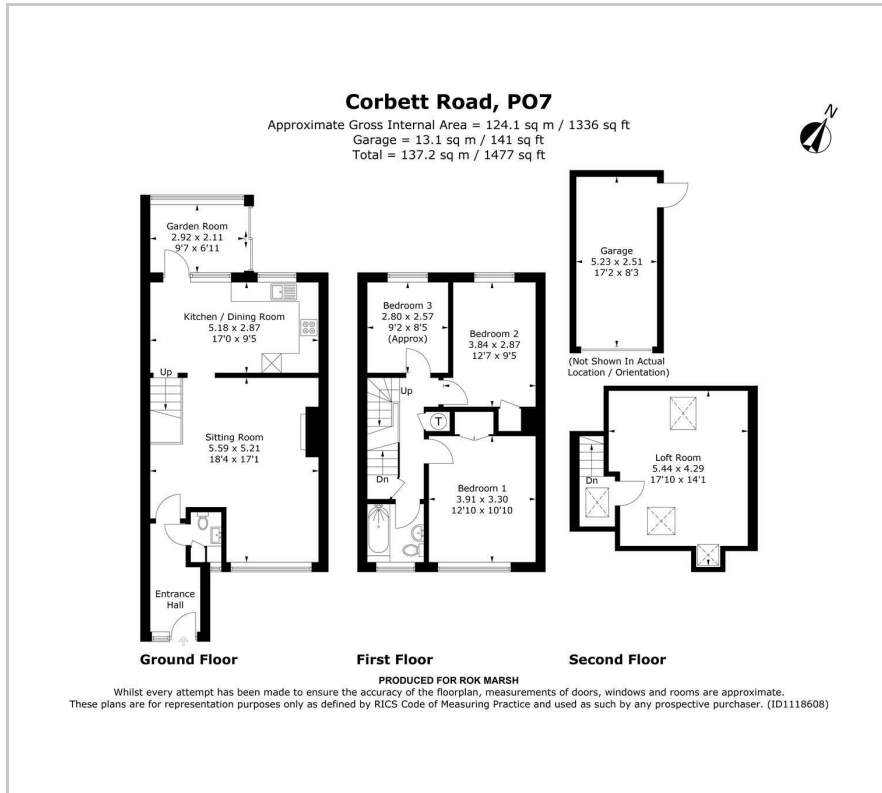 Corbett Road, PO7
Approximate Gross Internal Area = 124.1 sq m / 1336 sq ft
Garage = 13.1 sq m / 141 sq ft
Total = 137.2 sq m / 1477 sq ft
N
Garden Room
2.92 x 2.11
9'7 x 6'11
Kitchen / Dining Room
5.18 x 2.87
17'0 x 9'5
Up
Sitting Room
5.59 x 5.21
18'4 x 17'1
Entrance
Hall
Ground Floor
Bedroom 3
2.80 x 2.57
9'2 x 8'5
(Approx)
Bedroom 2
3.84 x 2.87
12'7 x 9'5
Up
T
Dn
Bedroom 1
3.91 x 3.30
12'10 x 10'10
First Floor
Garage
5.23 x 2.51
17'2 x 8'3
(Not Shown In Actual
Location / Orientation)
Loft Room
5.44 x 4.29
17'10 x 14'1
Dn
Second Floor
PRODUCED FOR ROK MARSH
Whilst every attempt has been made to ensure the accuracy of the floorplan, measurements of doors, windows and rooms are approximate.
These plans are for representation purposes only as defined by RICS Code of Measuring Practice and used as such by any prospective purchaser. (ID1118608)